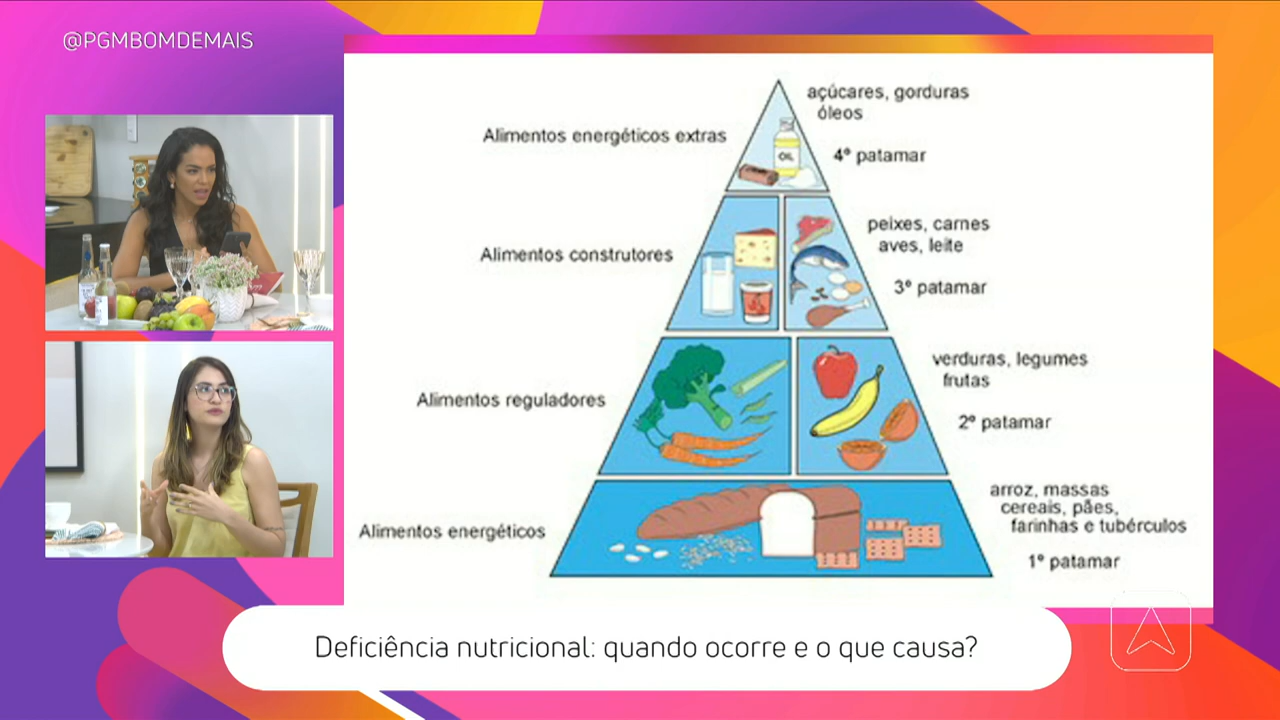 @PGMBOMDEMAIS
açúcares, gorduras
óleos
Alimentos energéticos extras
4º patamar
OIL
peixes, carnes
aves, leite
Alimentos construtores
3º patamar
verduras, legumes
frutas
Alimentos reguladores
2º patamar
arroz, massas
cereais, pães,
farinhas e tubérculos
Alimentos energéticos
1º patamar
Deficiência nutricional: quando ocorre e o que causa?